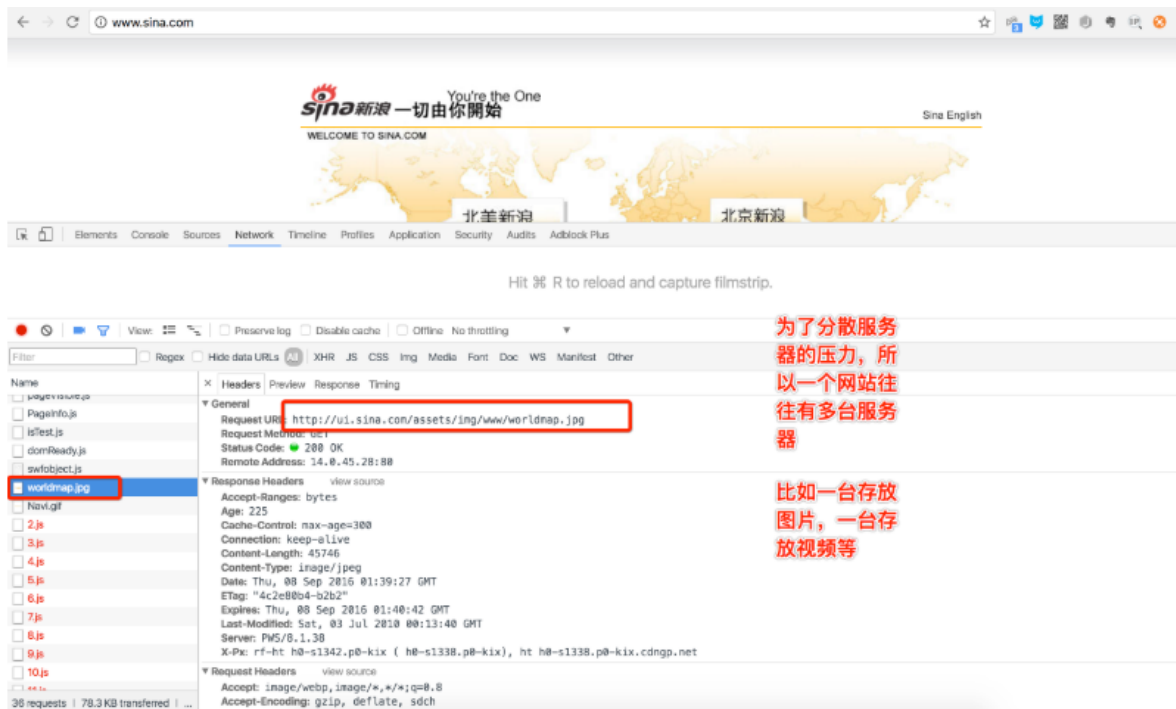 www.sina.com
You're the One
sina新浪 一切由你開始
Sina English
WELCOME TO SINA.COM
北美新浪
北京新浪
Elements Console Sources Network Timeline Profiles Application Security Audits Adblock Plus
Hit ⌘ R to reload and capture filmstrip.
View: Preserve log Disable cache Offline No throttling
为了分散服务
器的压力，所
以一个网站往
往有多台服务
器
Filter Regex Hide data URLs All XHR JS CSS Img Media Font Doc WS Manifest Other
Name
Headers Preview Response Timing
pageVisible.js
PageInfo.js
isTest.js
domReady.js
swfobject.js
worldmap.jpg
Navi.gif
2.js
3.js
4.js
5.js
6.js
7.js
8.js
9.js
10.js
36 requests | 78.3 KB transferred | ...
General
Request URL: http://ui.sina.com/assets/img/www/worldmap.jpg
Request Method: GET
Status Code: 200 OK
Remote Address: 14.0.45.28:80
Response Headers view source
Accept-Ranges: bytes
Age: 225
Cache-Control: max-age=300
Connection: keep-alive
Content-Length: 45746
Content-Type: image/jpeg
Date: Thu, 08 Sep 2016 01:39:27 GMT
ETag: "4c2e80b4-b2b2"
Expires: Thu, 08 Sep 2016 01:40:42 GMT
Last-Modified: Sat, 03 Jul 2010 00:13:40 GMT
Server: PWS/8.1.38
X-Px: rf-ht h0-s1342.p0-kix ( h0-s1338.p0-kix), ht h0-s1338.p0-kix.cdngp.net
Request Headers view source
Accept: image/webp,image/*,*/*;q=0.8
Accept-Encoding: gzip, deflate, sdch
比如一台存放
图片，一台存
放视频等